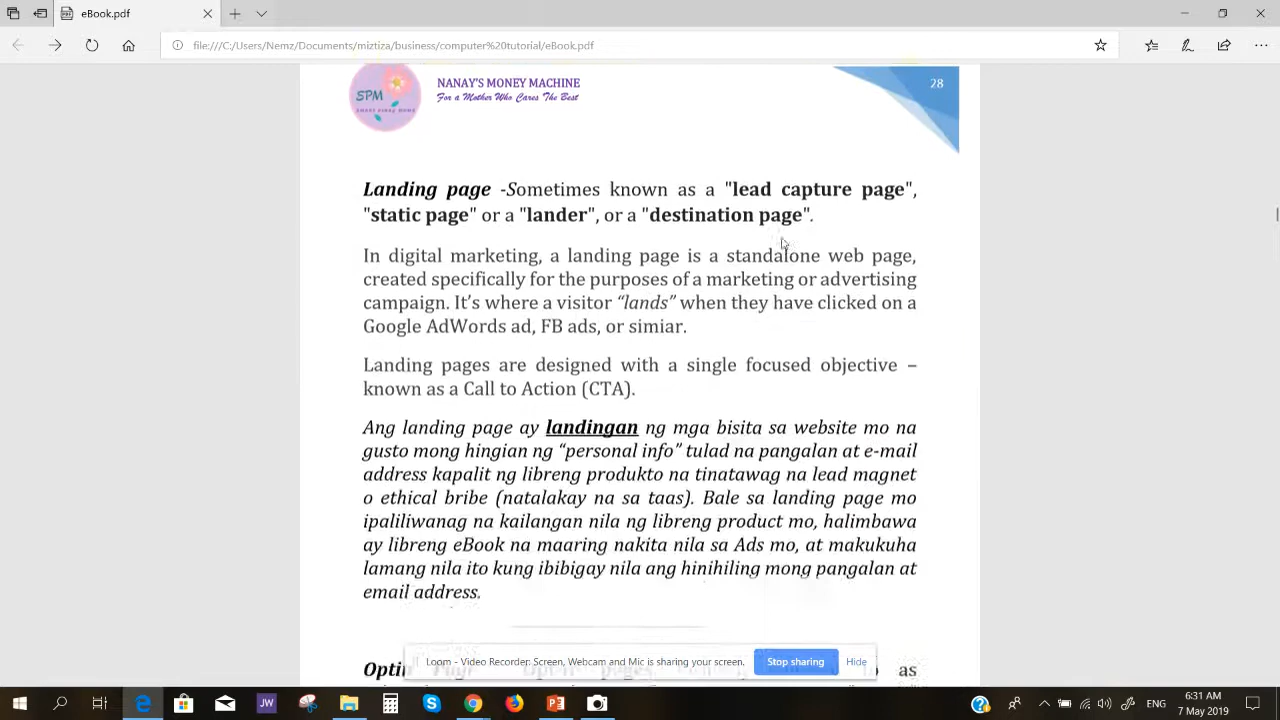 eBook.pdf
file:///C:/Users/Nemz/Documents/miztiza/business/computer%20tutorial/eBook.pdf
SPM
NANAY'S MONEY MACHINE
For a Mother Who Cares The Best
28
Landing page -Sometimes known as a "lead capture page",
"static page" or a "lander", or a "destination page".
In digital marketing, a landing page is a standalone web page,
created specifically for the purposes of a marketing or advertising
campaign. It's where a visitor “lands” when they have clicked on a
Google AdWords ad, FB ads, or simiar.
Landing pages are designed with a single focused objective –
known as a Call to Action (CTA).
Ang landing page ay landingan ng mga bisita sa website mo na
gusto mong hingian ng “personal info” tulad na pangalan at e-mail
address kapalit ng libreng produkto na tinatawag na lead magnet
o ethical bribe (natalakay na sa taas). Bale sa landing page mo
ipaliliwanag na kailangan nila ng libreng product mo, halimbawa
ay libreng eBook na maaring nakita nila sa Ads mo, at makukuha
lamang nila ito kung ibibigay nila ang hinihiling mong pangalan at
email address.
Loom - Video Recorder: Screen, Webcam and Mic is sharing your screen.
Stop sharing
Hide
as
JW
6:31 AM
7 May 2019